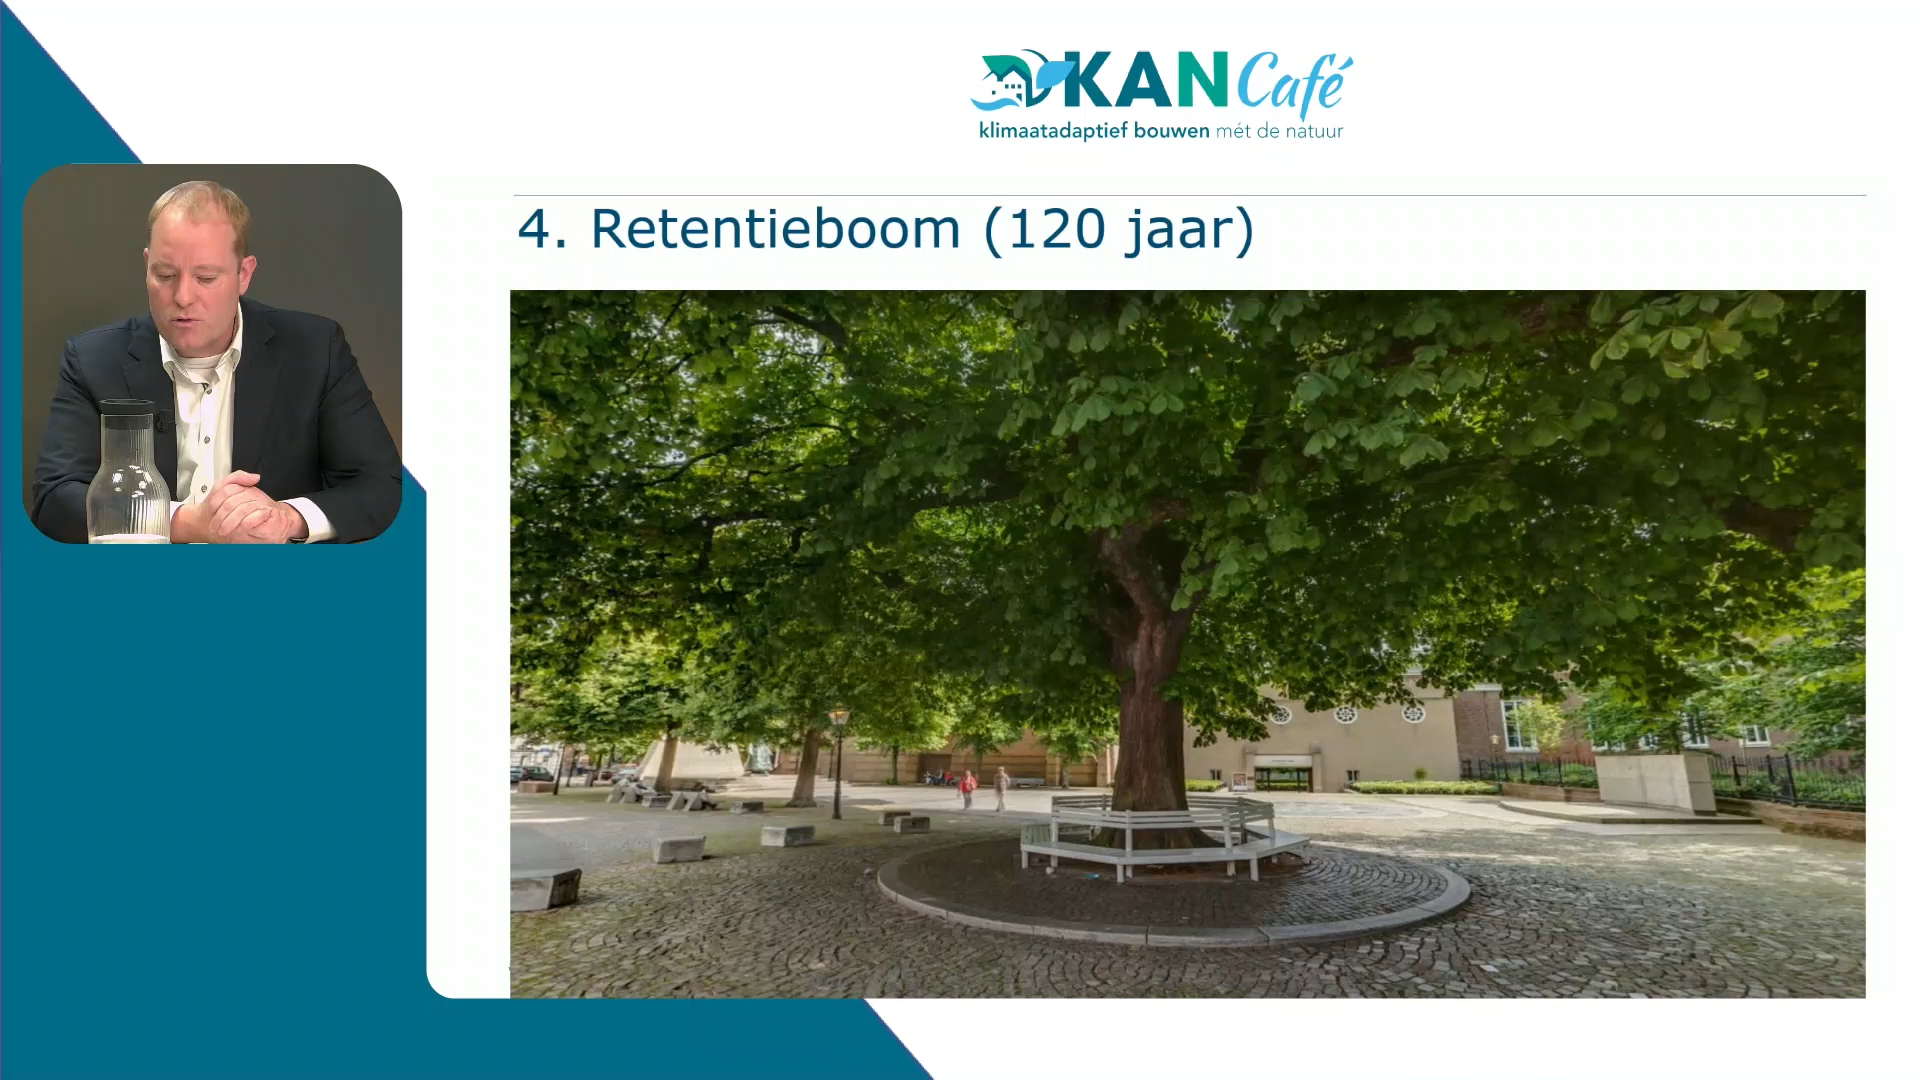 KAN Café
klimaatadaptief bouwen mét de natuur
4. Retentieboom (120 jaar)